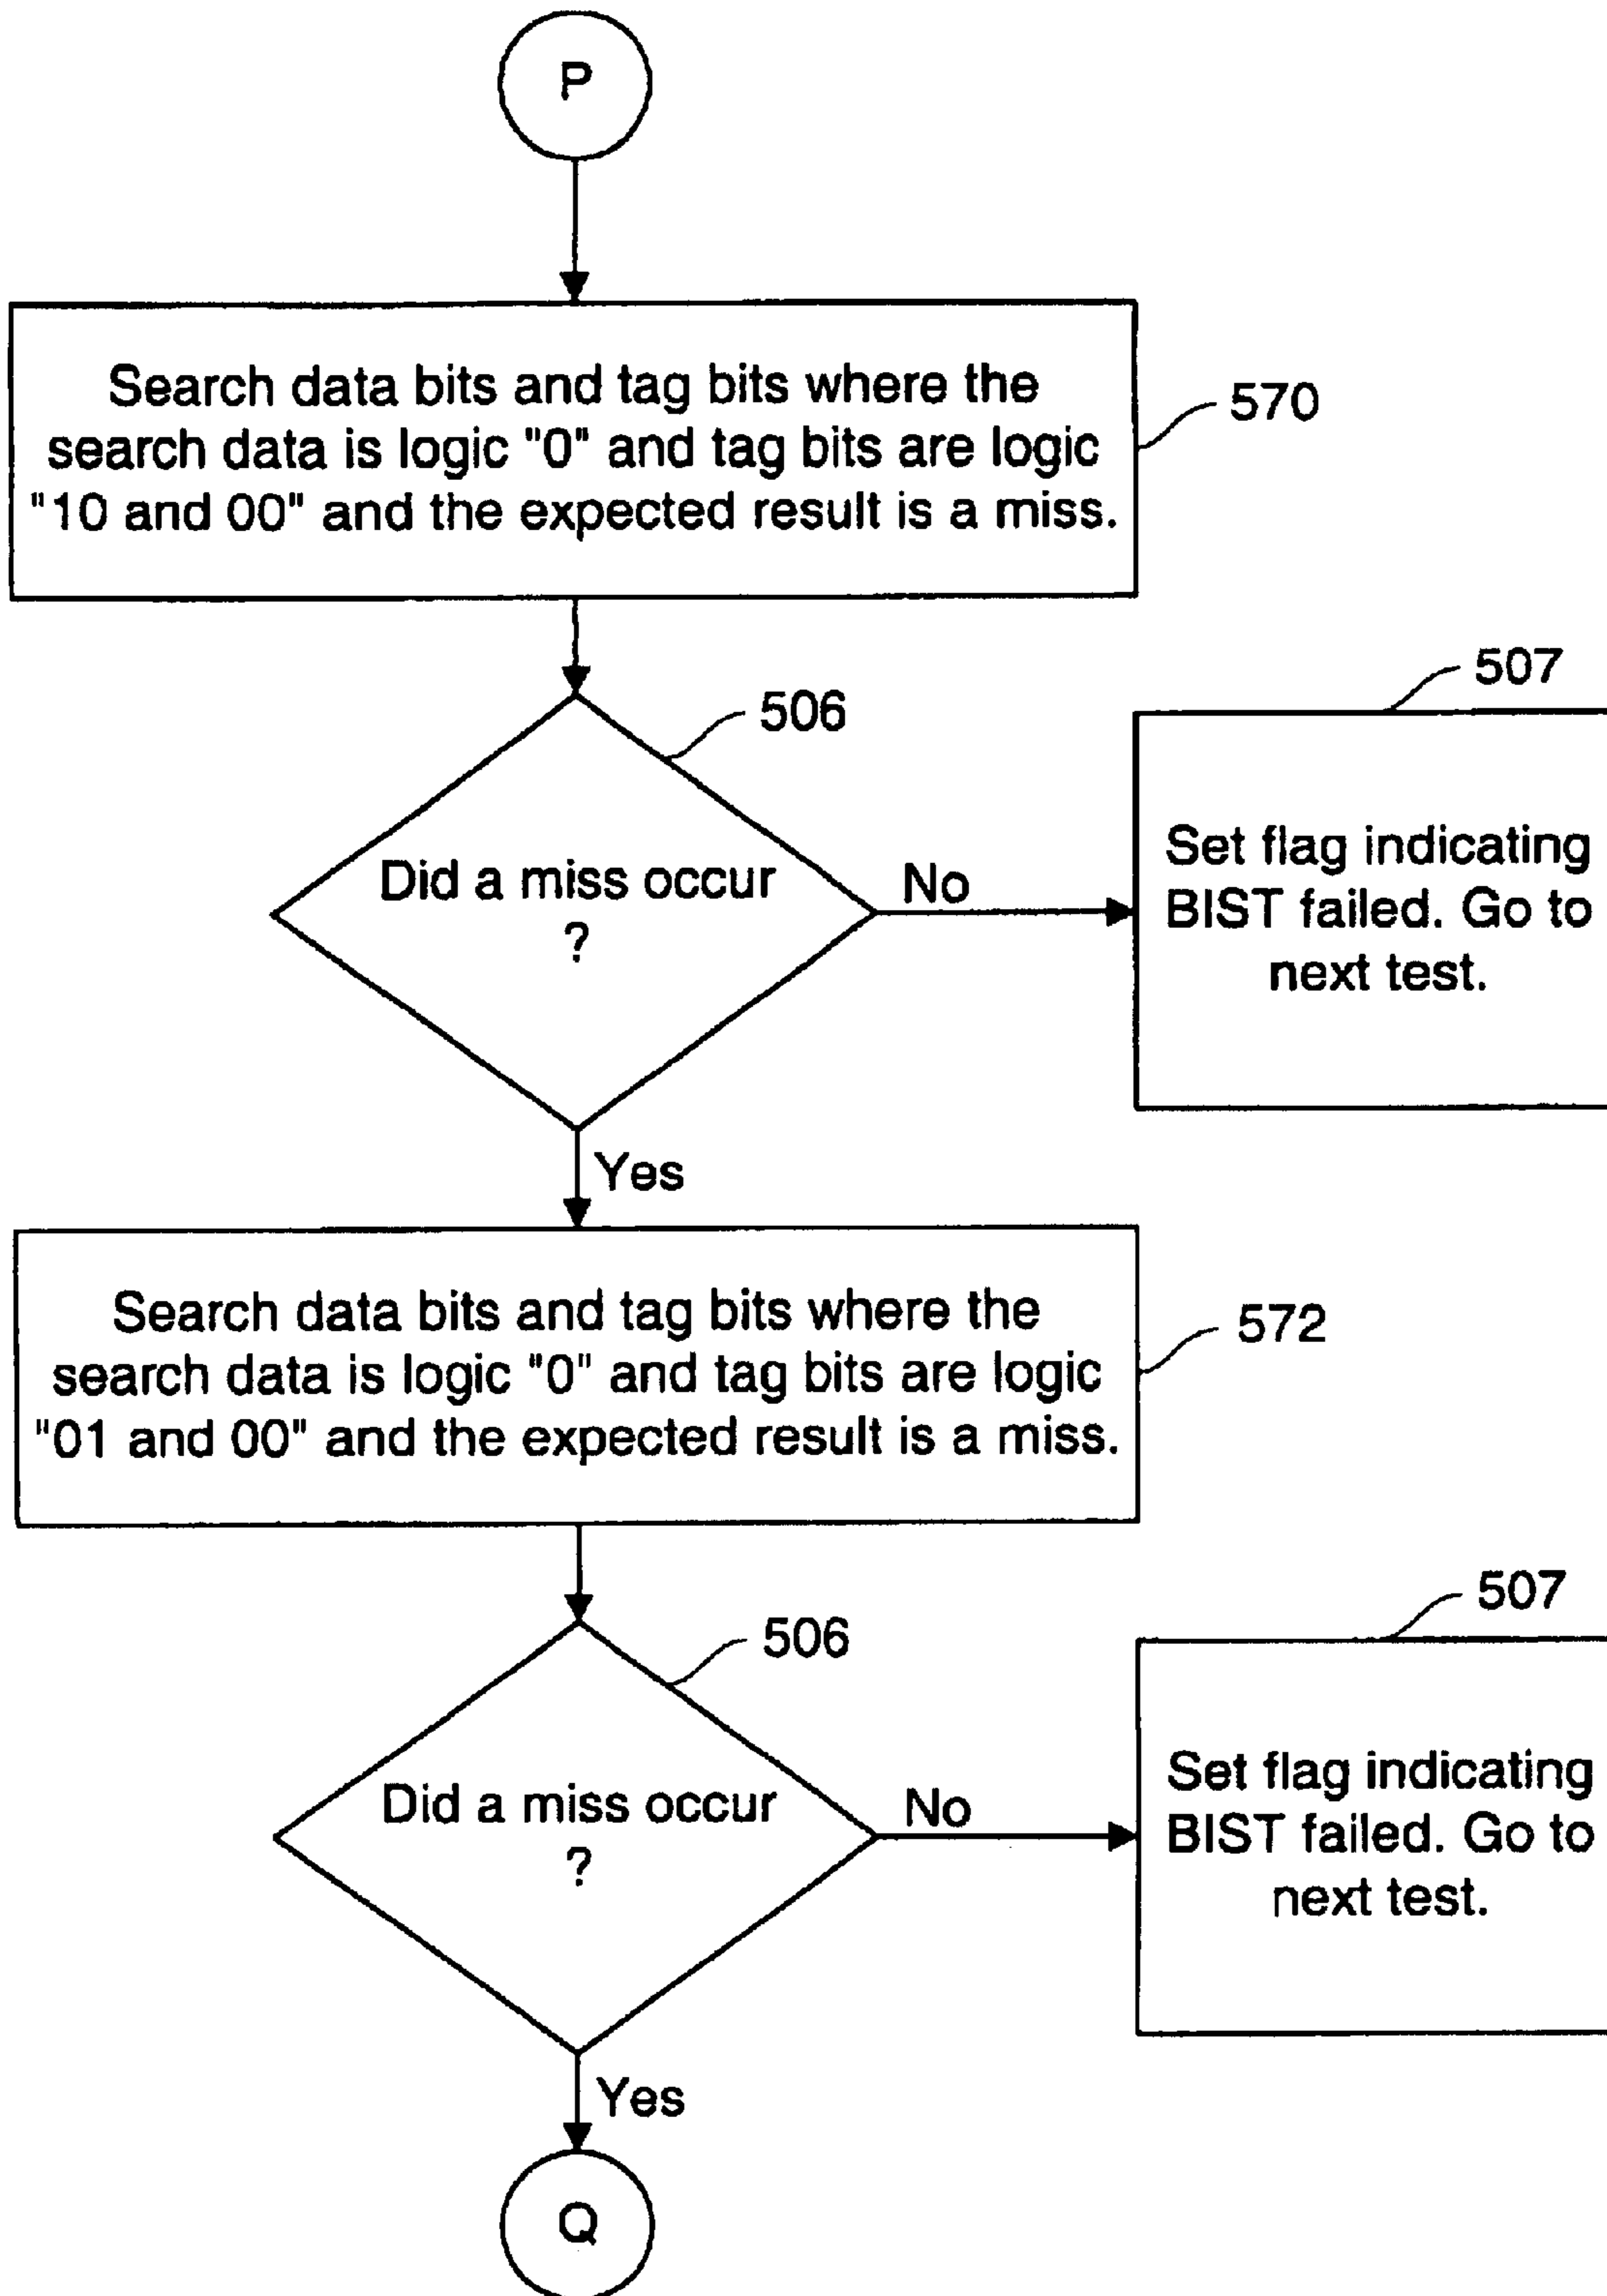 P
Search data bits and tag bits where the
search data is logic "0" and tag bits are logic
"10 and 00" and the expected result is a miss.
570
506
507
Did a miss occur
?
No
Set flag indicating
BIST failed. Go to
next test.
Yes
Search data bits and tag bits where the
search data is logic "0" and tag bits are logic
"01 and 00" and the expected result is a miss.
572
506
507
Did a miss occur
?
No
Set flag indicating
BIST failed. Go to
next test.
Yes
Q